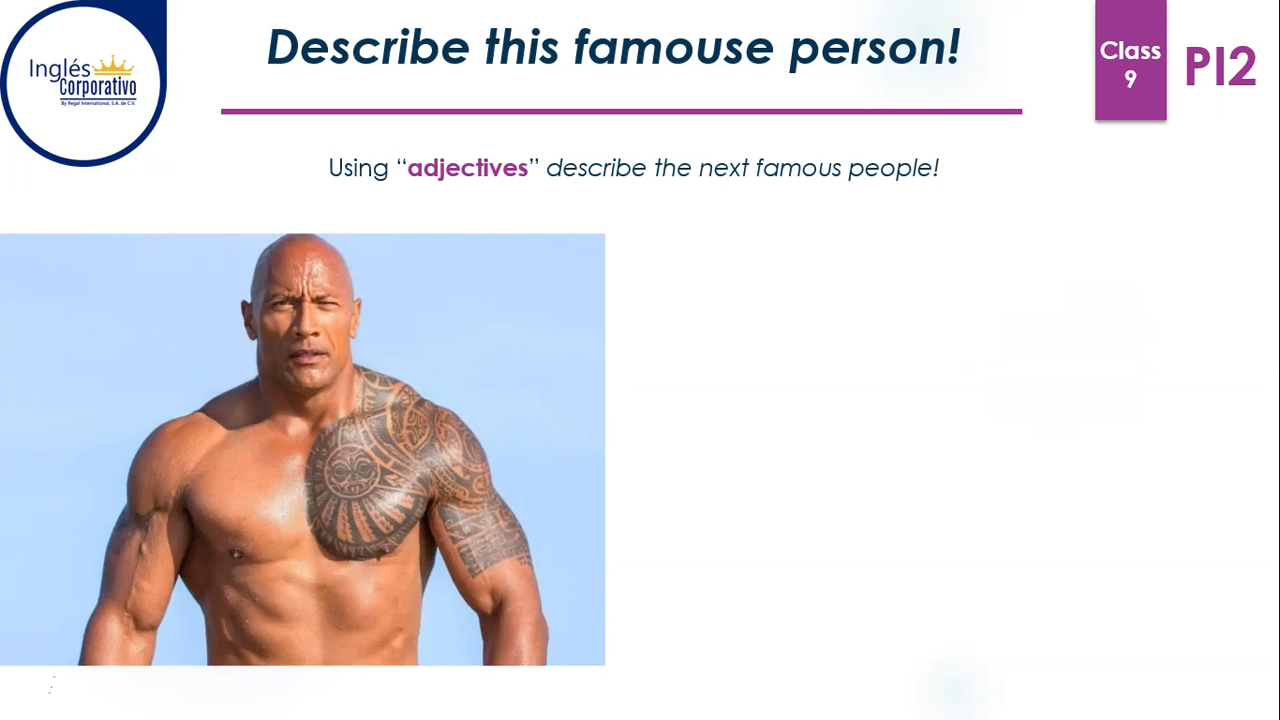 Describe this famouse person!
Class
9
PI2
Inglés
Corporativo
By Regal International, S.A. de C.V.
Using “adjectives” describe the next famous people!